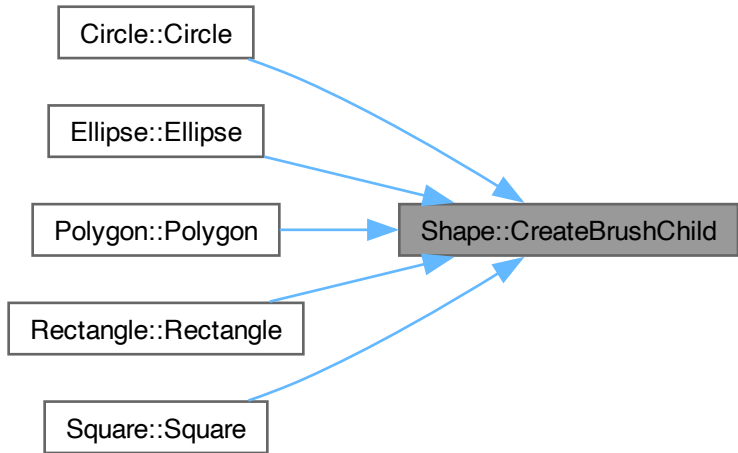 Circle::Circle
Ellipse::Ellipse
Polygon::Polygon
Shape::CreateBrushChild
Rectangle::Rectangle
Square::Square